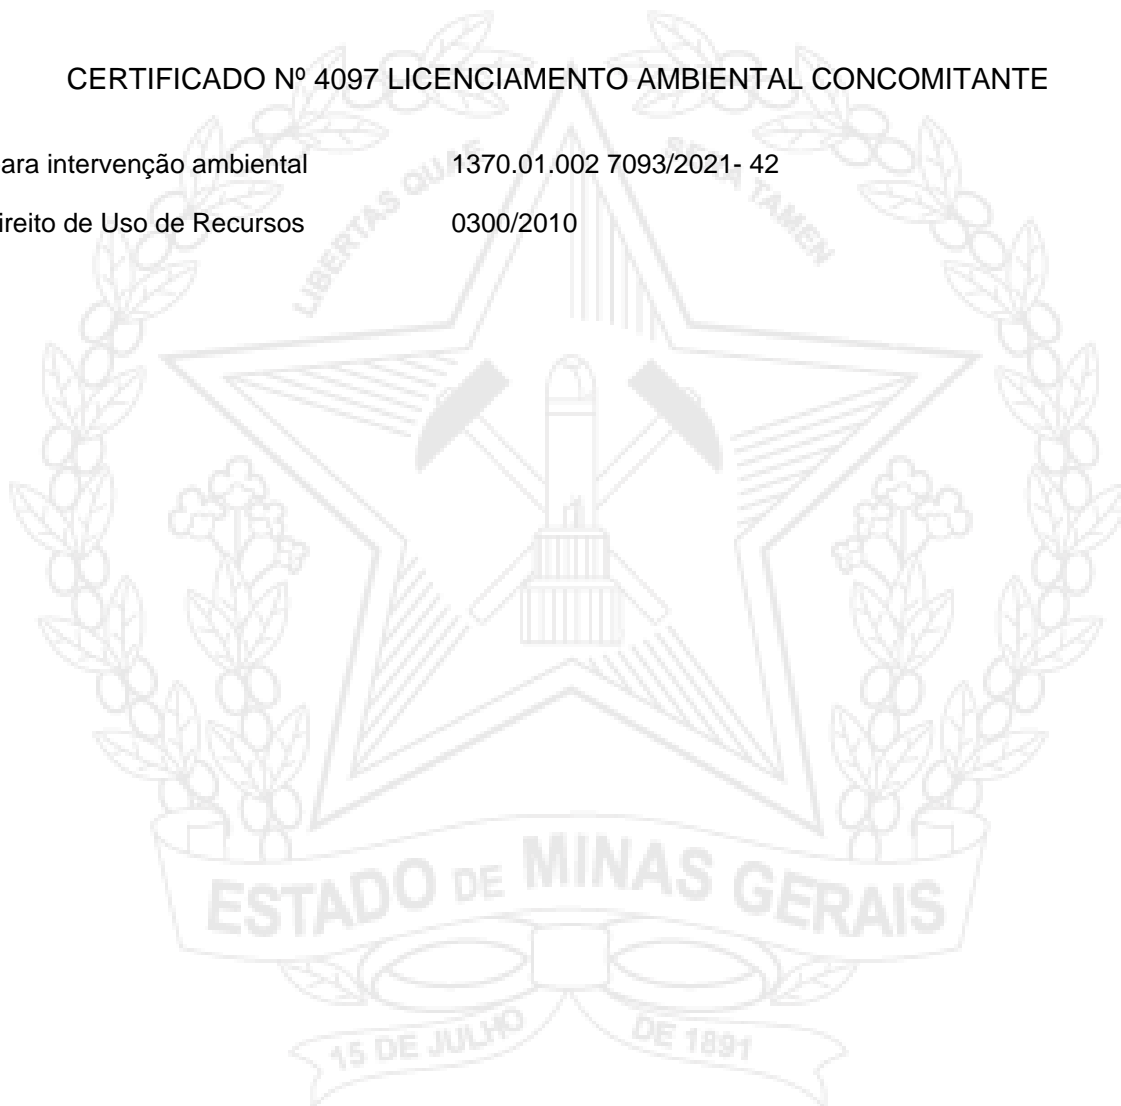 CERTIFICADO Nº 4097 LICENCIAMENTO AMBIENTAL CONCOMITANTE
ara intervenção ambiental 1370.01.002 7093/2021- 42
ireito de Uso de Recursos 0300/2010
LIBERTAS QUAE SERA TAMEN
ESTADO DE MINAS GERAIS
15 DE JULHO DE 1891